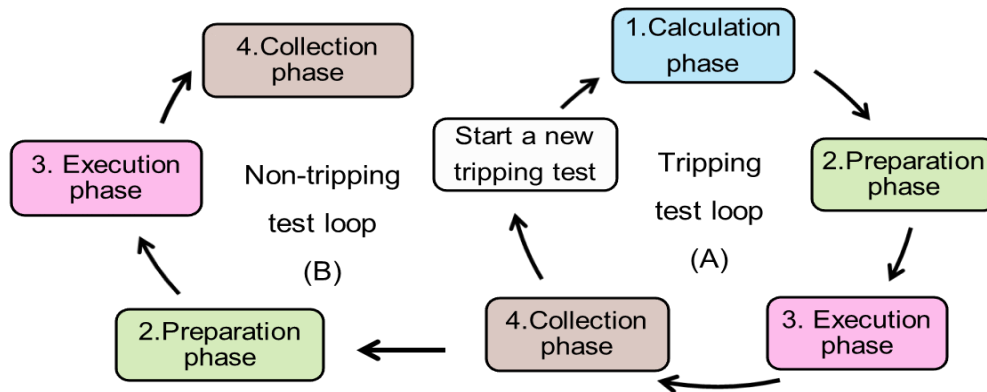 4.Collection
phase
1.Calculation
phase
3. Execution
phase
Start a new
tripping test
2.Preparation
phase
Non-tripping
test loop
(B)
Tripping
test loop
(A)
2.Preparation
phase
4.Collection
phase
3. Execution
phase